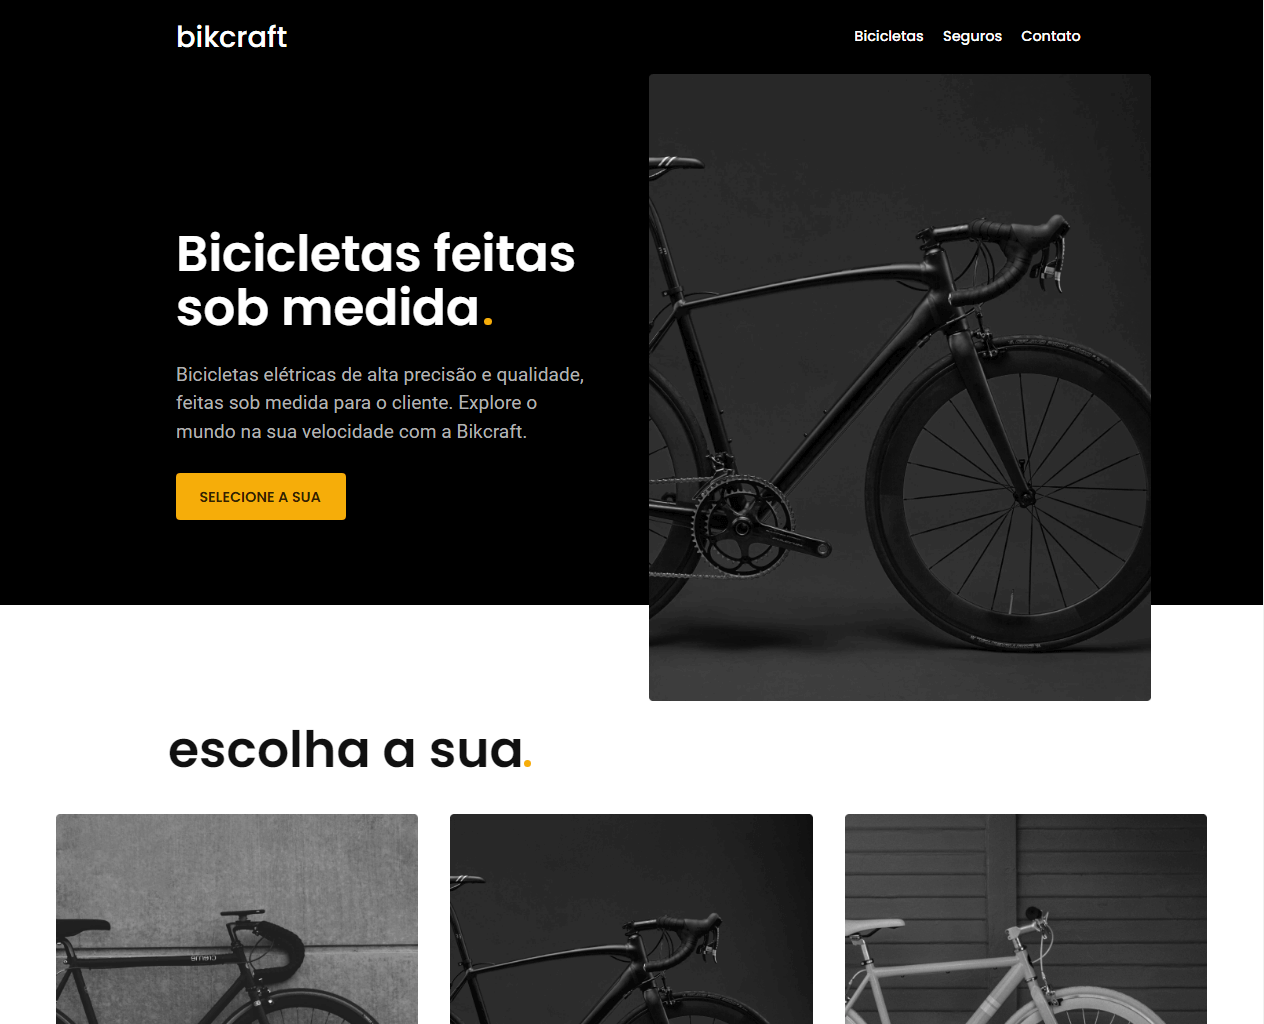 bikcraft
Bicicletas Seguros Contato
Bicicletas feitas
sob medida.
Bicicletas elétricas de alta precisão e qualidade,
feitas sob medida para o cliente. Explore o
mundo na sua velocidade com a Bikcraft.
SELECIONE A SUA
escolha a sua.